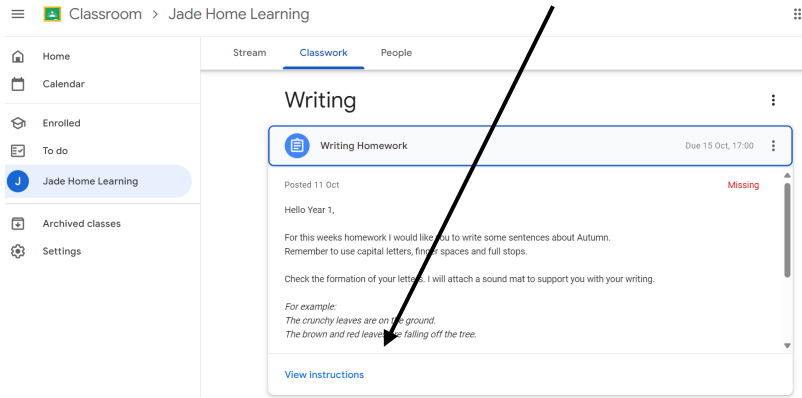 Classroom > Jade Home Learning
Home
Calendar
Enrolled
To do
J Jade Home Learning
Archived classes
Settings
Stream Classwork People
Writing
Writing Homework Due 15 Oct, 17:00
Posted 11 Oct Missing
Hello Year 1,
For this weeks homework I would like you to write some sentences about Autumn.
Remember to use capital letters, finger spaces and full stops.
Check the formation of your letters. I will attach a sound mat to support you with your writing.
For example:
The crunchy leaves are on the ground.
The brown and red leaves are falling off the tree.
View instructions